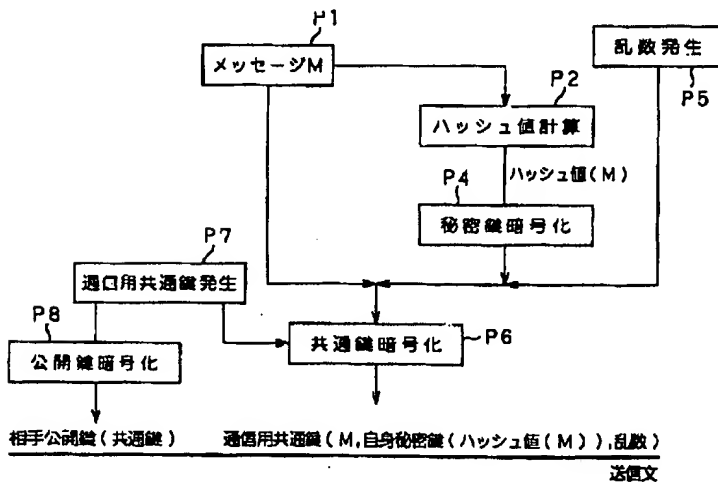 P1
メッセージM
乱数発生
P5
P2
ハッシュ値計算
ハッシュ値(M)
P4
秘密鍵暗号化
P7
通信用共通鍵発生
P8
公開鍵暗号化
共通鍵暗号化
P6
相手公開鍵(共通鍵)
通信用共通鍵(M,自身秘密鍵(ハッシュ値(M)),乱数)
送信文